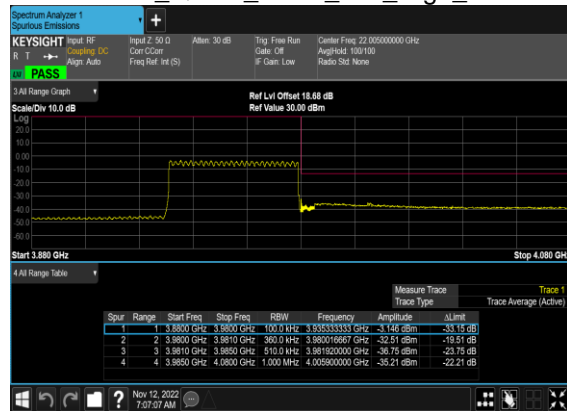 Spectrum Analyzer 1
Spurious Emissions
+
KEYSIGHT Input: RF Input Z: 50 Ω Atten: 30 dB Trig: Free Run Center Freq: 22.005000000 GHz
R T Coupling: DC Corr CCorr Gate: Off Avg|Hold: 100/100
Align: Auto Freq Ref: Int (S) IF Gain: Low Radio Std: None
PASS
3 All Range Graph
Ref Lvl Offset 18.68 dB
Scale/Div 10.0 dB Ref Value 30.00 dBm
Log
20.0
10.0
0.00
-10.0
-20.0
-30.0
-40.0
-50.0
-60.0
Start 3.880 GHz Stop 4.080 GHz
4 All Range Table
Measure Trace Trace 1
Trace Type Trace Average (Active)
Spur Range Start Freq Stop Freq RBW Frequency Amplitude ΔLimit
1 1 3.8800 GHz 3.9800 GHz 100.0 kHz 3.935333333 GHz -3.146 dBm -33.15 dB
2 2 3.9800 GHz 3.9810 GHz 360.0 kHz 3.980016667 GHz -32.51 dBm -19.51 dB
3 3 3.9810 GHz 3.9850 GHz 510.0 kHz 3.981920000 GHz -36.75 dBm -23.75 dB
4 4 3.9850 GHz 4.0800 GHz 1.000 MHz 4.005900000 GHz -35.21 dBm -22.21 dB
? Nov 12, 2022
7:07:07 AM